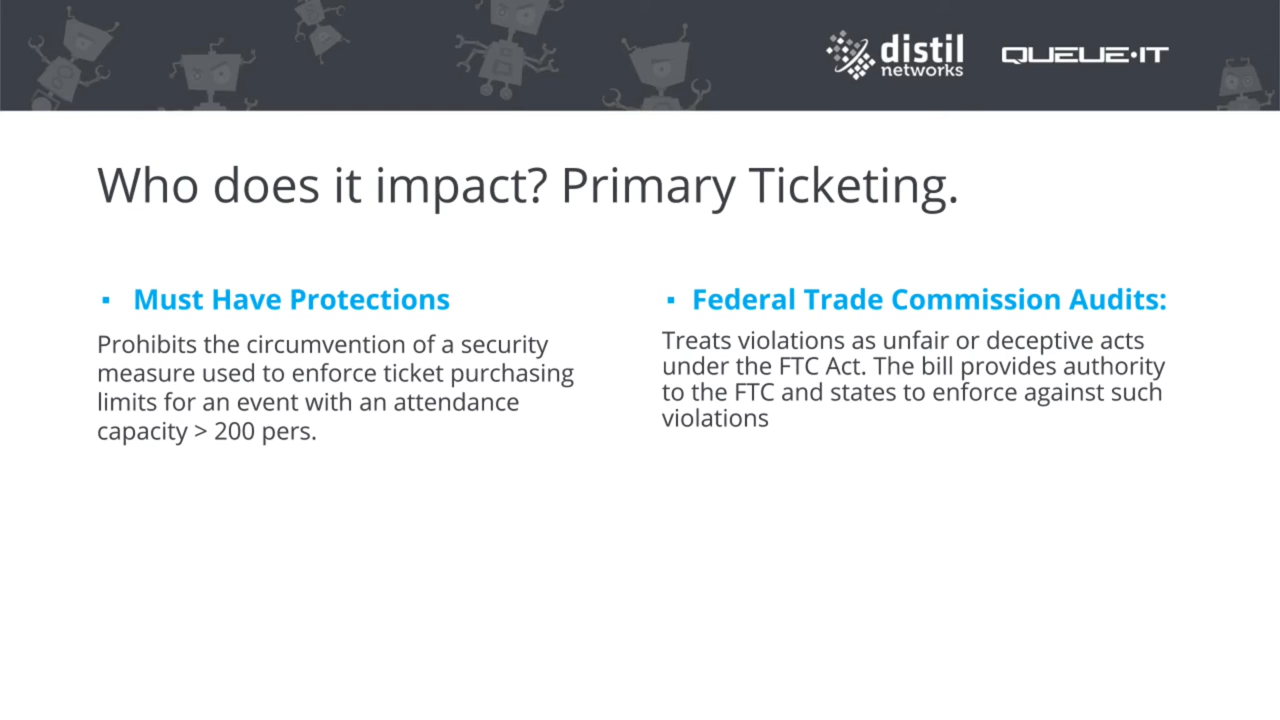 distil
networks
QUEUE·IT
Who does it impact? Primary Ticketing.
▪ Must Have Protections
Prohibits the circumvention of a security
measure used to enforce ticket purchasing
limits for an event with an attendance
capacity > 200 pers.
▪ Federal Trade Commission Audits:
Treats violations as unfair or deceptive acts
under the FTC Act. The bill provides authority
to the FTC and states to enforce against such
violations